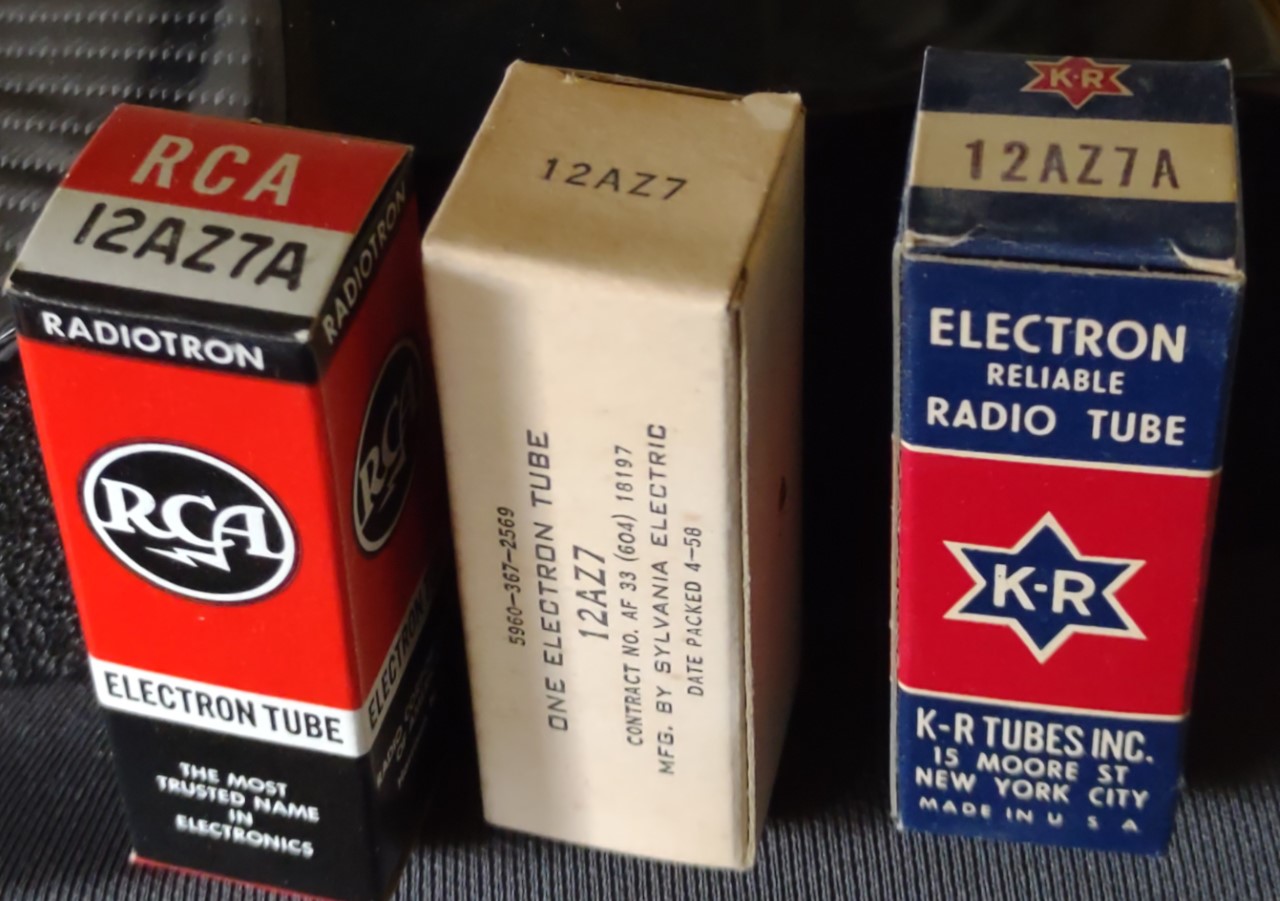 RCA
12AZ7A
RADIOTRON
RCA
ELECTRON TUBE
THE MOST
TRUSTED NAME
IN
ELECTRONICS
RADIOTRON
RCA
12AZ7
5960-367-2569
ONE ELECTRON TUBE
12AZ7
CONTRACT NO. AF 33 (604) 18197
MFG. BY SYLVANIA ELECTRIC
DATE PACKED 4-58
K-R
12AZ7A
ELECTRON
RELIABLE
RADIO TUBE
K-R
K-R TUBES INC.
15 MOORE ST
NEW YORK CITY
MADE IN U S A